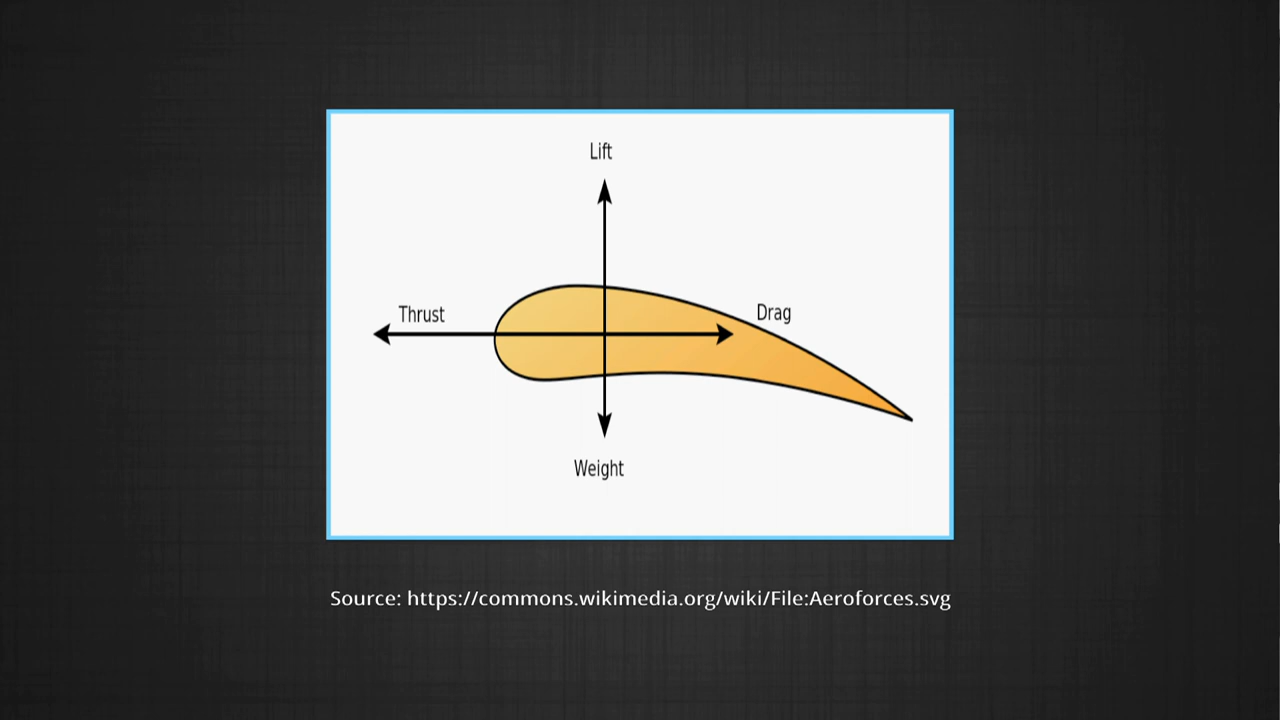 Lift
Thrust
Drag
Weight
Source: https://commons.wikimedia.org/wiki/File:Aeroforces.svg